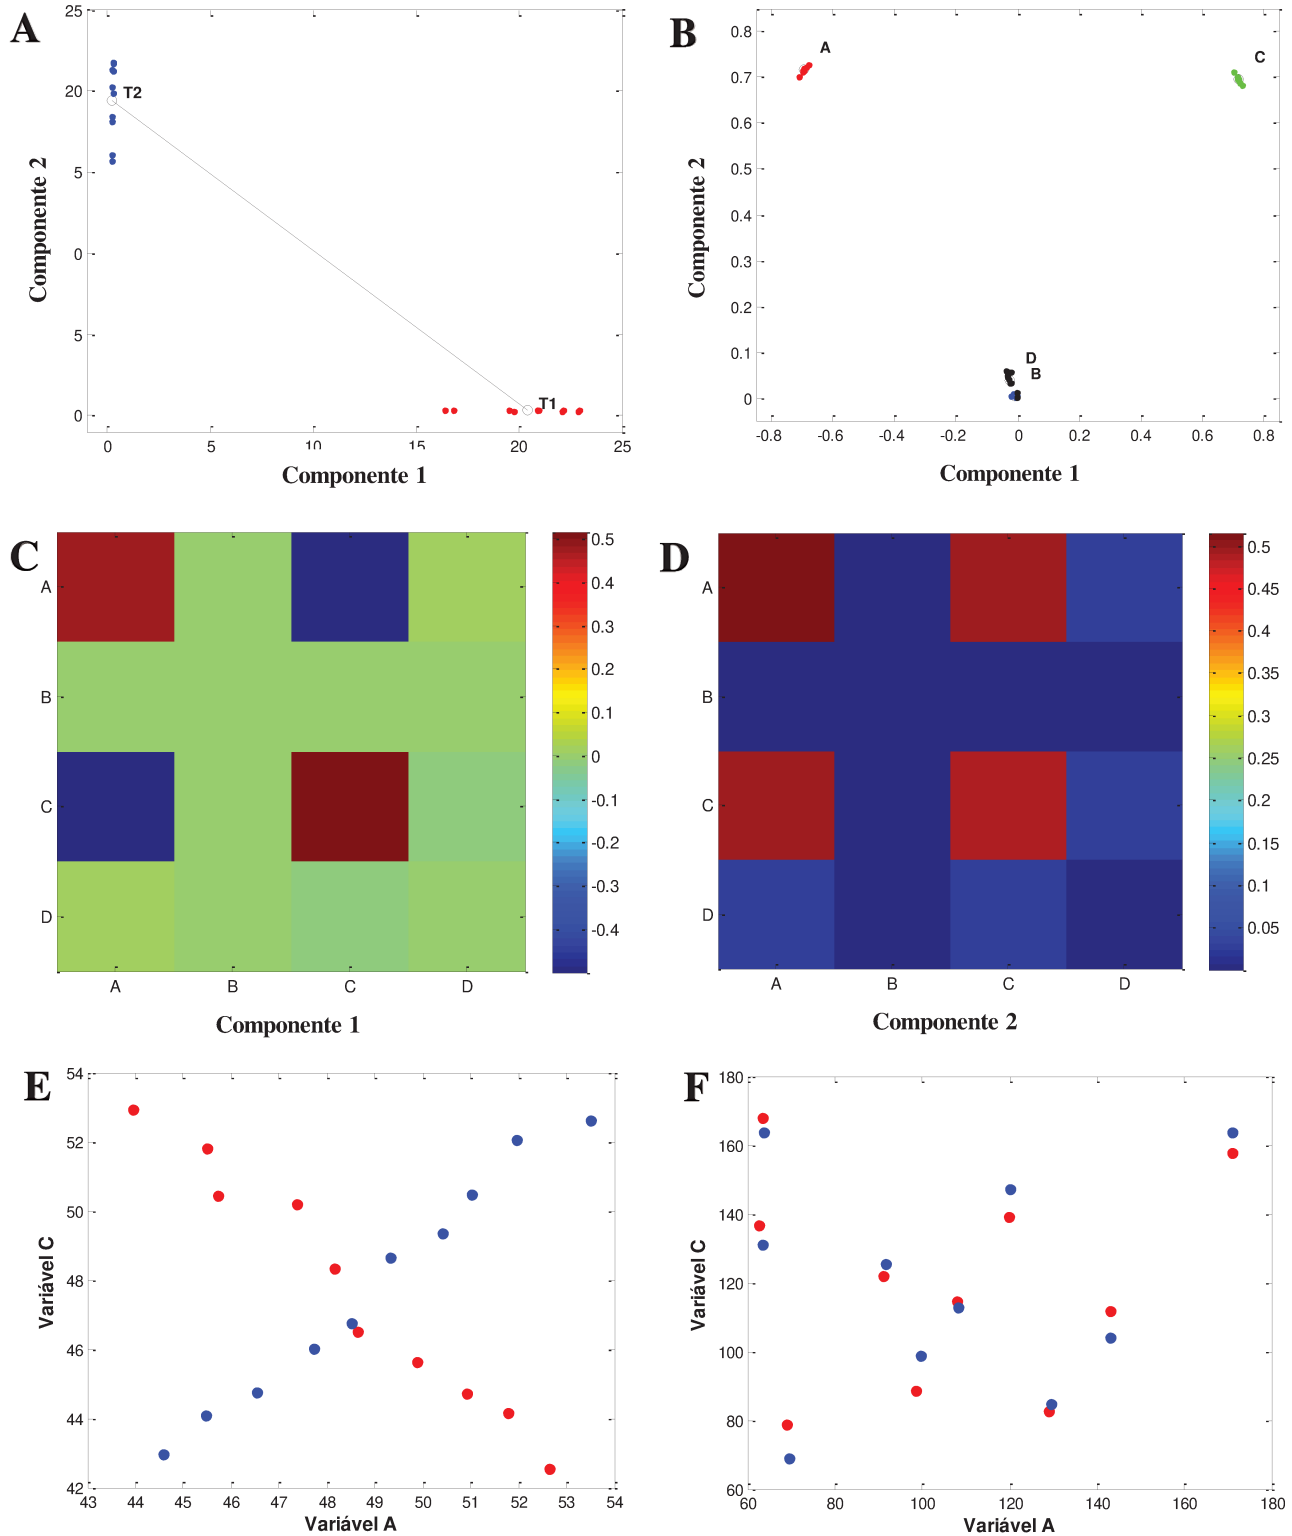 A
25
20
5
0
5
0
T2
T1
0 5 10 15 20 25
Componente 2
Componente 1
B
0.8
0.7
0.6
0.5
0.4
0.3
0.2
0.1
0
A
C
D
B
-0.8 -0.6 -0.4 -0.2 0 0.2 0.4 0.6 0.8
Componente 2
Componente 1
C
A
B
C
D
A B C D
0.5
0.4
0.3
0.2
0.1
0
-0.1
-0.2
-0.3
-0.4
Componente 1
D
A
B
C
D
A B C D
0.5
0.45
0.4
0.35
0.3
0.25
0.2
0.15
0.1
0.05
Componente 2
E
54
52
50
48
46
44
42
43 44 45 46 47 48 49 50 51 52 53 54
Variável C
Variável A
F
180
160
140
120
100
80
60
60 80 100 120 140 160 180
Variável C
Variável A